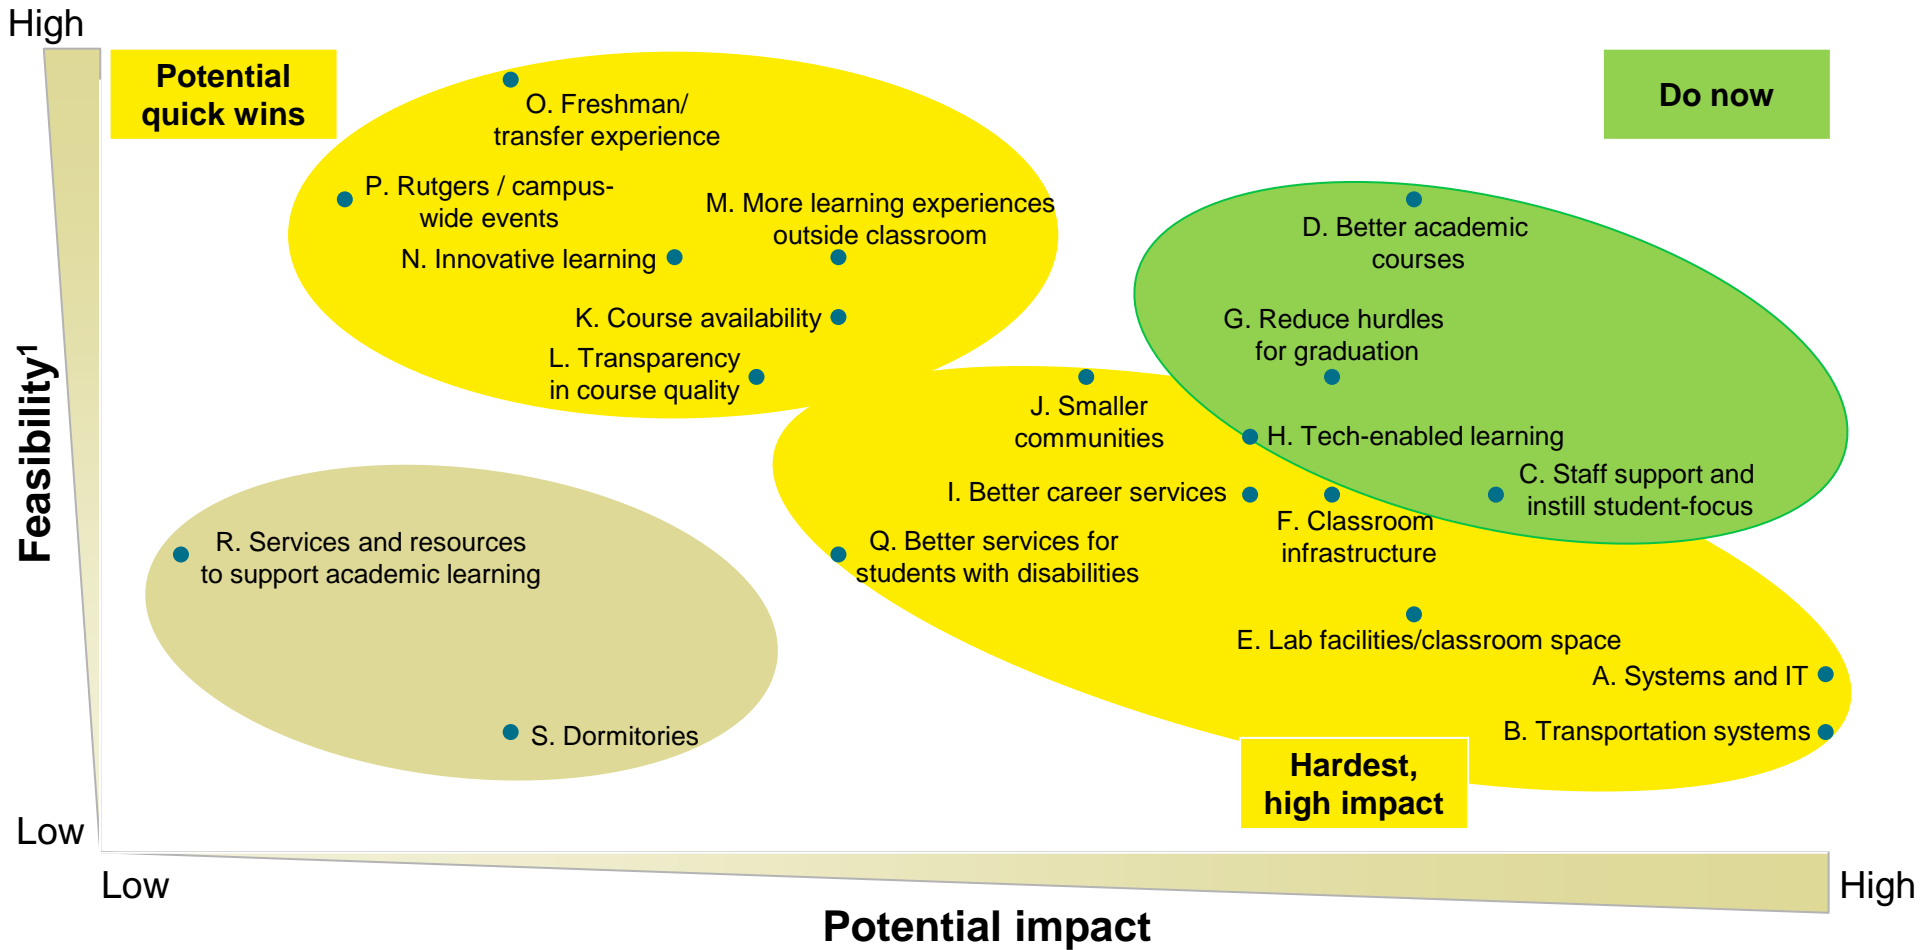 High
Potential
quick wins
Do now
O. Freshman/
transfer experience
P. Rutgers / campus-
wide events
M. More learning experiences
outside classroom
D. Better academic
courses
N. Innovative learning
K. Course availability
G. Reduce hurdles
for graduation
L. Transparency
in course quality
J. Smaller
communities
H. Tech-enabled learning
C. Staff support and
instill student-focus
I. Better career services
F. Classroom
infrastructure
Feasibility1
R. Services and resources
to support academic learning
Q. Better services for
students with disabilities
E. Lab facilities/classroom space
A. Systems and IT
S. Dormitories
B. Transportation systems
Hardest,
high impact
Low
Low
High
Potential impact